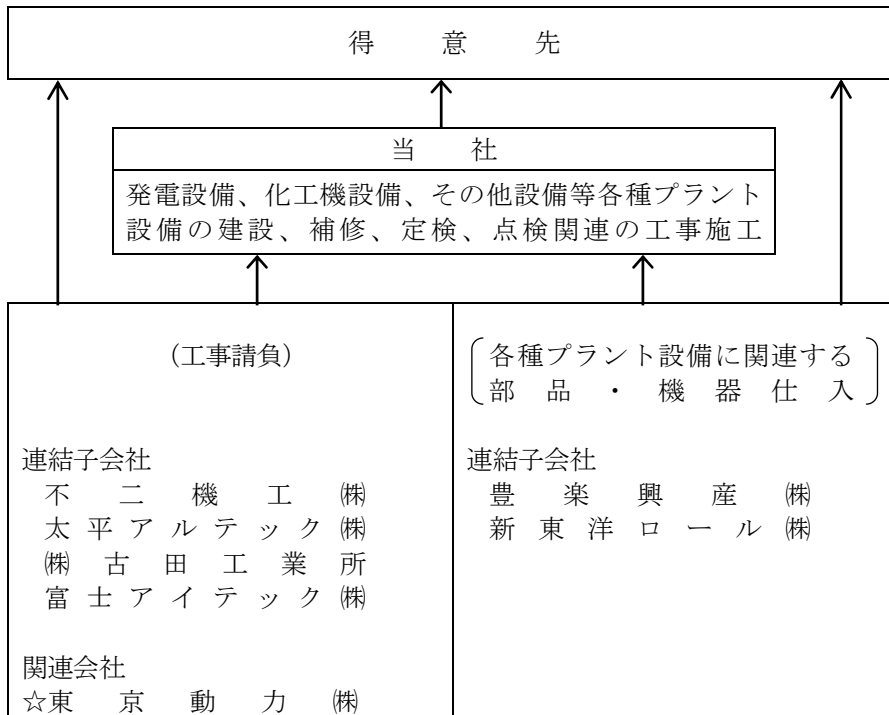 得意先
当社
発電設備、化工機設備、その他設備等各種プラント
設備の建設、補修、定検、点検関連の工事施工
(工事請負)
連結子会社
不二機工㈱
太平アルテック㈱
㈱古田工業所
富士アイテック㈱
関連会社
☆東京動力㈱
各種プラント設備に関連する
部品・機器仕入
連結子会社
豊楽興産㈱
新東洋ロール㈱